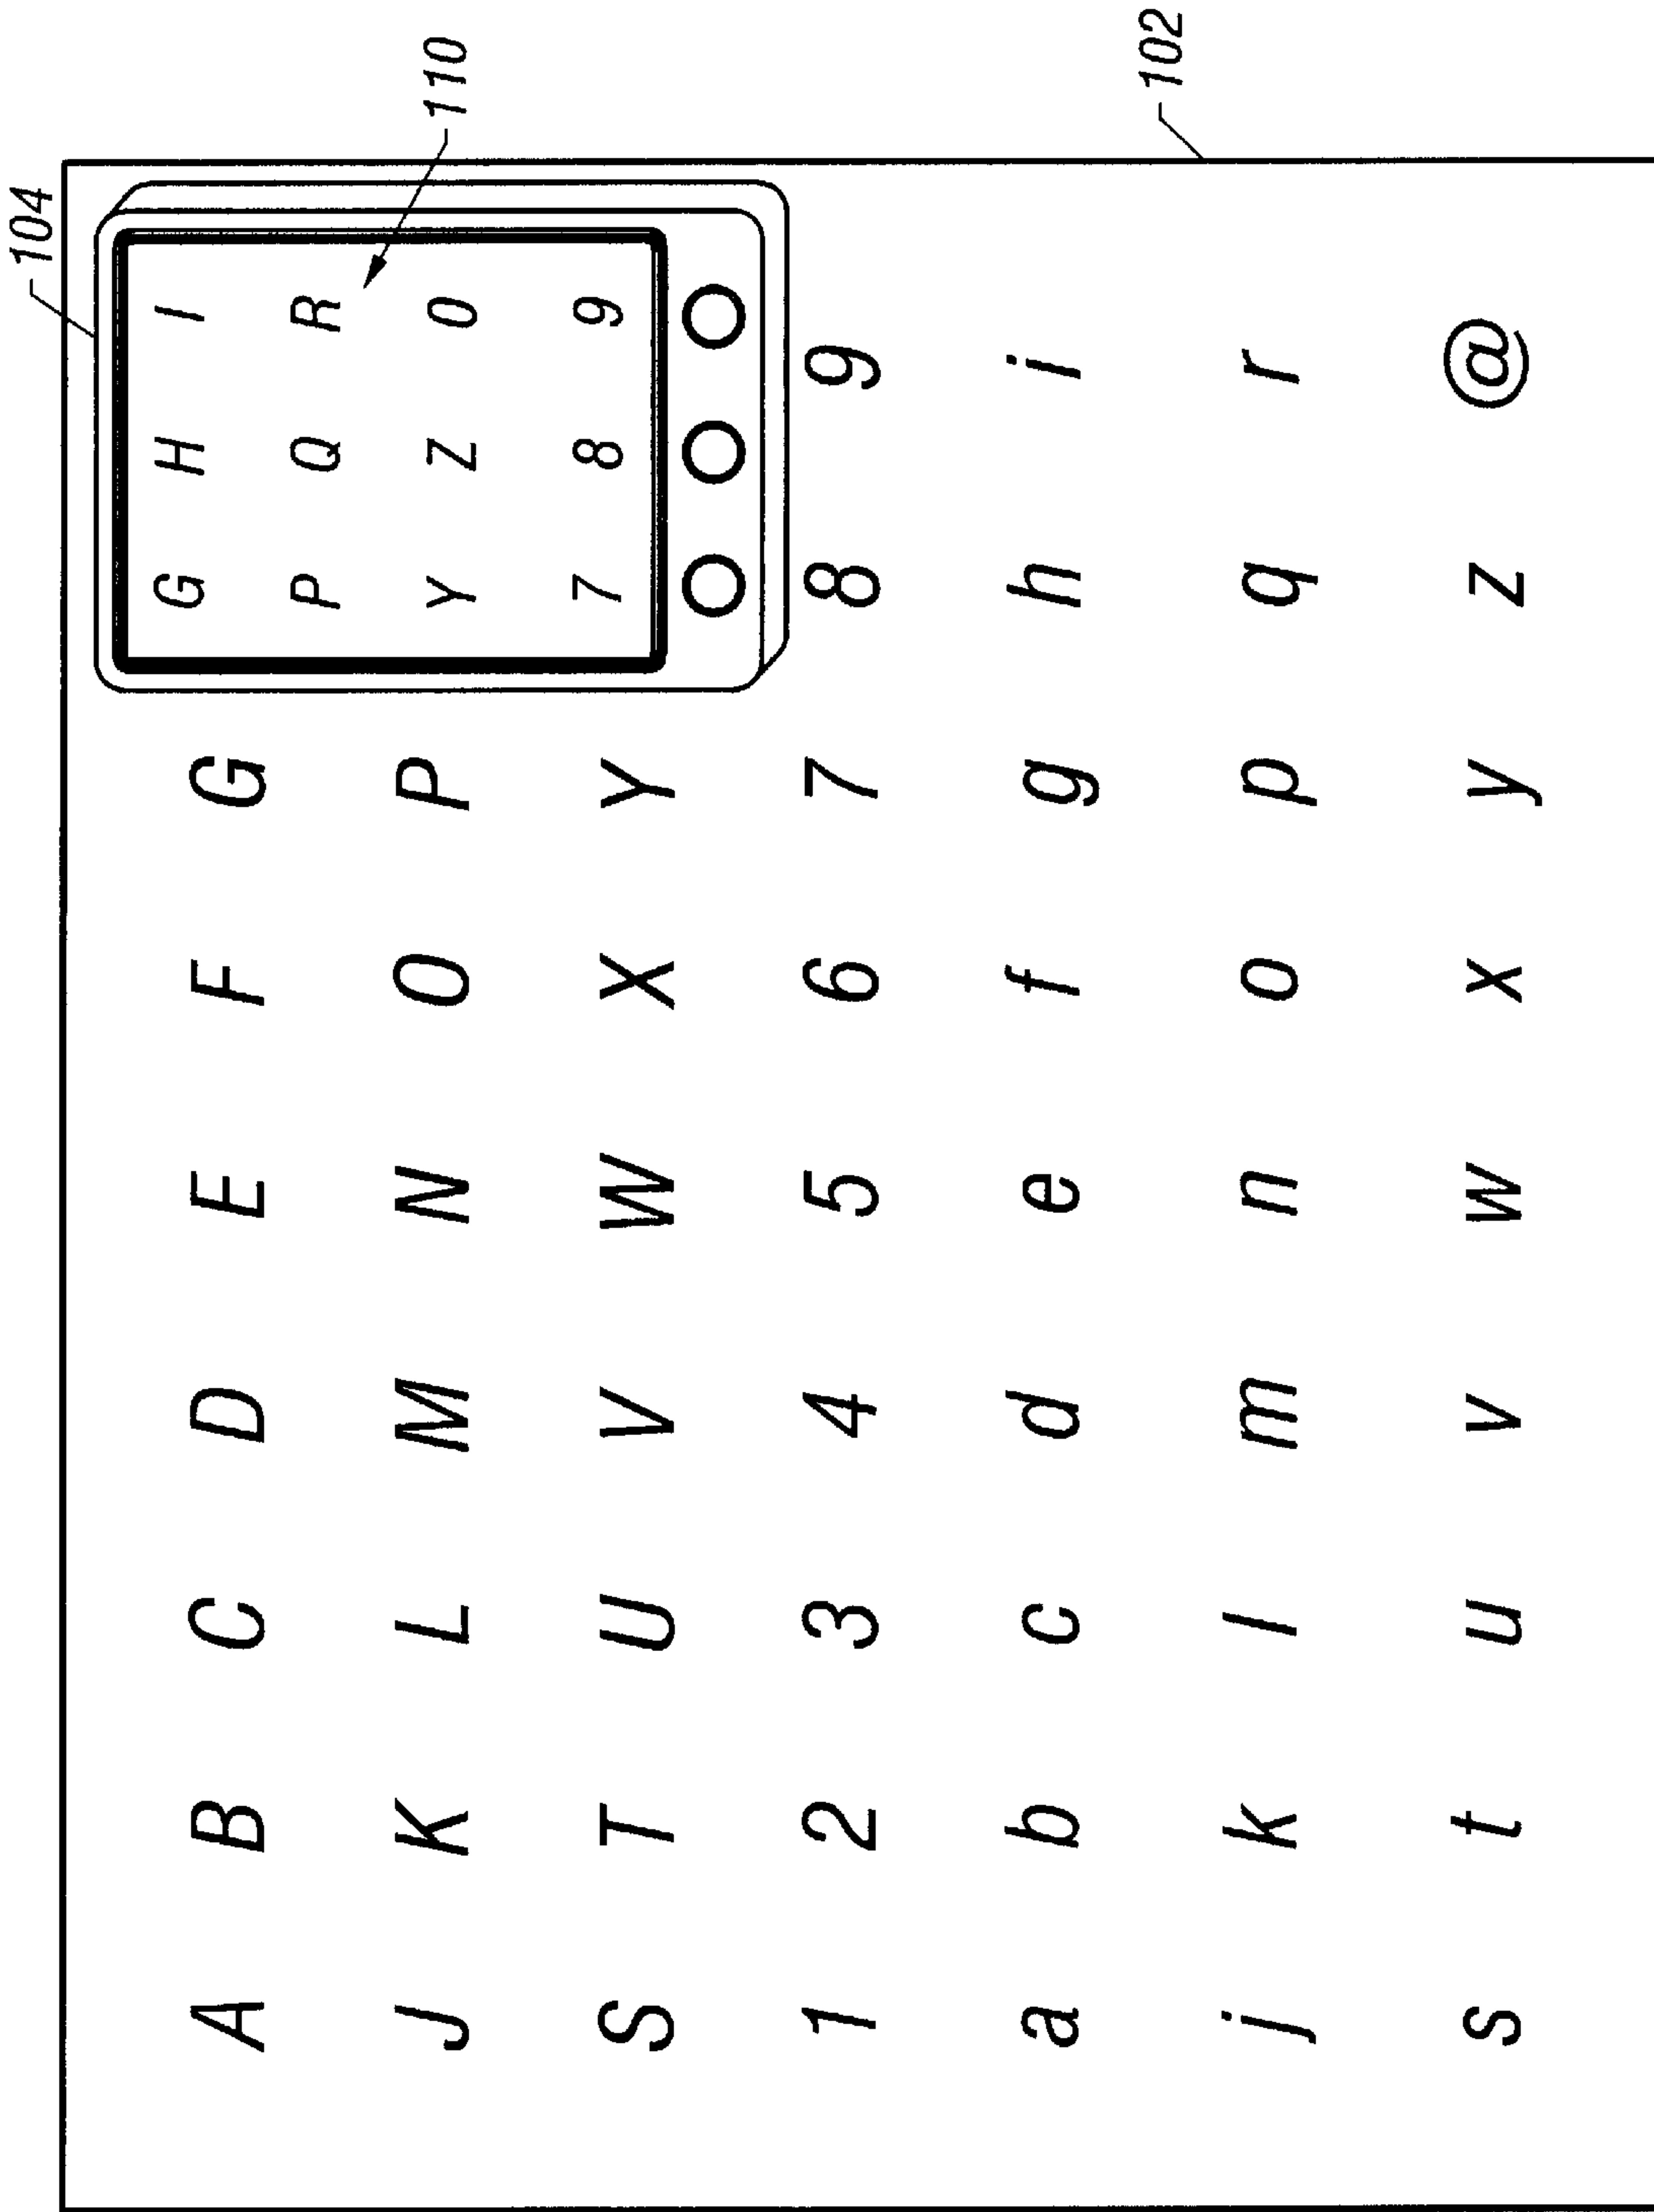 104
G H I
P Q R
Y Z 0
7 8 9
110
A B C D E F G
J K L M N O P
S T U V W X Y
1 2 3 4 5 6 7 8 9
a b c d e f g h i
j k l m n o p q r
s t u v w x y z @
102